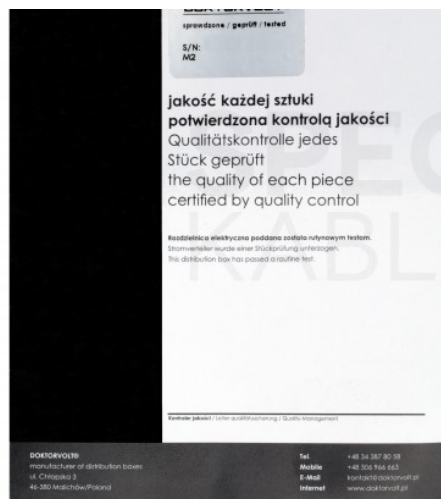 DOKTORVOLT
sprawdzone / geprüft / tested
S/N:
M2
jakość każdej sztuki
potwierdzona kontrolą jakości
Qualitätskontrolle jedes
Stück geprüft
the quality of each piece
certified by quality control
Rozdzielnica elektryczna poddana została rutynowym testom.
Stromverteiler wurde einer Stückprüfung unterzogen.
This distribution box has passed a routine test.
Kontroler jakości / Leiter qualitätssicherung / Quality Management
DOKTORVOLT®
manufacturer of distribution boxes
ul. Chłopska 3
46-380 Malichów/Poland
Tel. +48 34 387 80 58
Mobile +48 506 966 663
E-Mail kontakt@doktorvolt.pl
Internet www.doktorvolt.pl